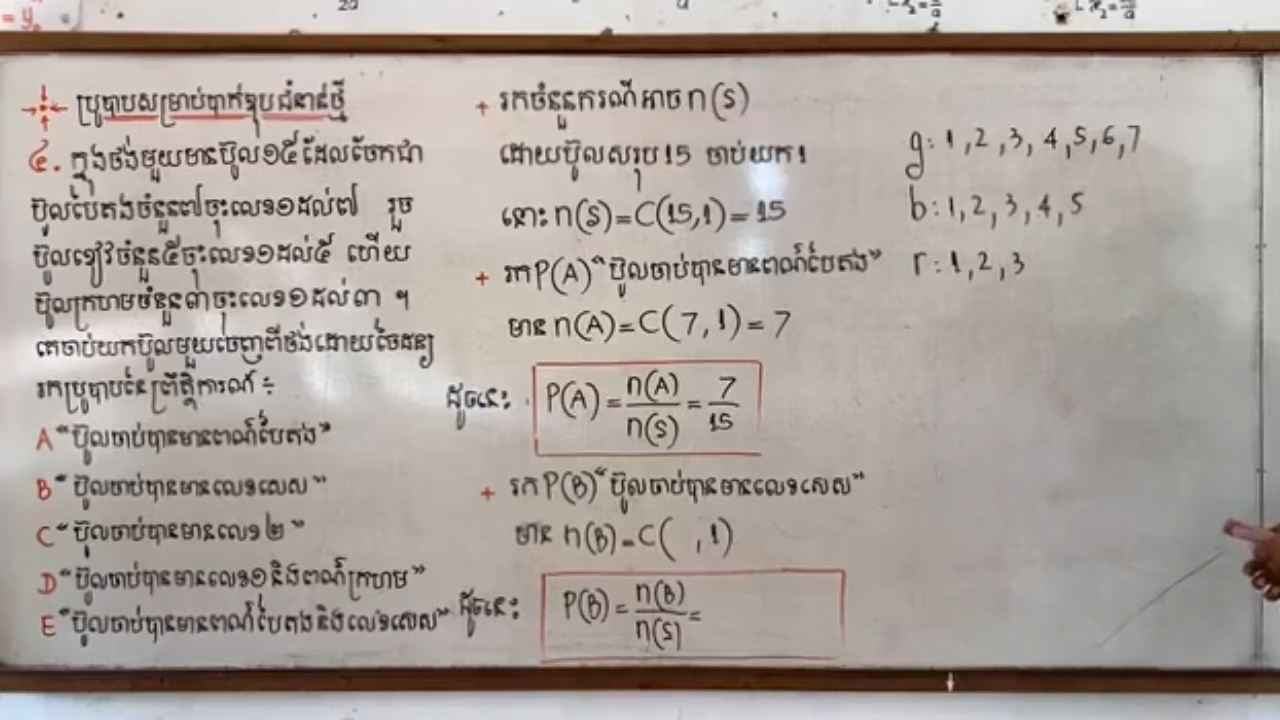 ប្រូបាបសម្រាប់បាក់ឌុបជំនាន់ថ្មី
៤. ក្នុងថង់មួយមានប៊ូល១៥ដែលចែកជា
ប៊ូលបៃតងចំនួន៧ចុះលេខ១ដល់៧ រួច
ប៊ូលខៀវចំនួន៥ចុះលេខ១ដល់៥ ហើយ
ប៊ូលក្រហមចំនួន៣ចុះលេខ១ដល់៣ ។
គេចាប់យកប៊ូលមួយចេញពីថង់ដោយចៃដន្យ
រកប្រូបាបនៃព្រឹត្តិការណ៍ ÷
A "ប៊ូលចាប់បានមានពណ៌បៃតង"
B "ប៊ូលចាប់បានមានលេខសេស"
C "ប៊ូលចាប់បានមានលេខ២"
D "ប៊ូលចាប់បានមានលេខ១និងពណ៌ក្រហម"
E "ប៊ូលចាប់បានមានពណ៌បៃតងនិងលេខសេស"
+ រកចំនួនករណីអាច n(S)
ដោយប៊ូលសរុប15 ចាប់យក1
នោះ n(S)=C(15,1)=15
+ រក P(A) "ប៊ូលចាប់បានមានពណ៌បៃតង"
មាន n(A)=C(7,1)=7
ដូចនេះ P(A)=n(A)/n(S)=7/15
+ រក P(B) "ប៊ូលចាប់បានមានលេខសេស"
មាន n(B)=C( ,1)
ដូចនេះ P(B)=n(B)/n(S)=
g: 1,2,3,4,5,6,7
b: 1,2,3,4,5
r: 1,2,3